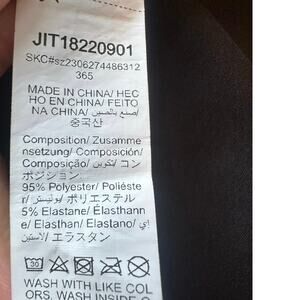 JIT18220901
SKC#sz2306274486312
365
MADE IN CHINA/ HEC
HO EN CHINA/ FEITO
NA CHINA/ صنع بالصين/
중국산
Composition/ Zusamme
nsetzung/ Composición/
Composição/ تكوين/ コン
ポジション
95% Polyester/ Poliéste
r/ بوليستر/ ポリエステル
5% Elastane/ Élasthann
e/ Elasthan/ Elastano/ إي
لاستين/ エラスタン
30
WASH WITH LIKE COL
ORS, WASH INSIDE O